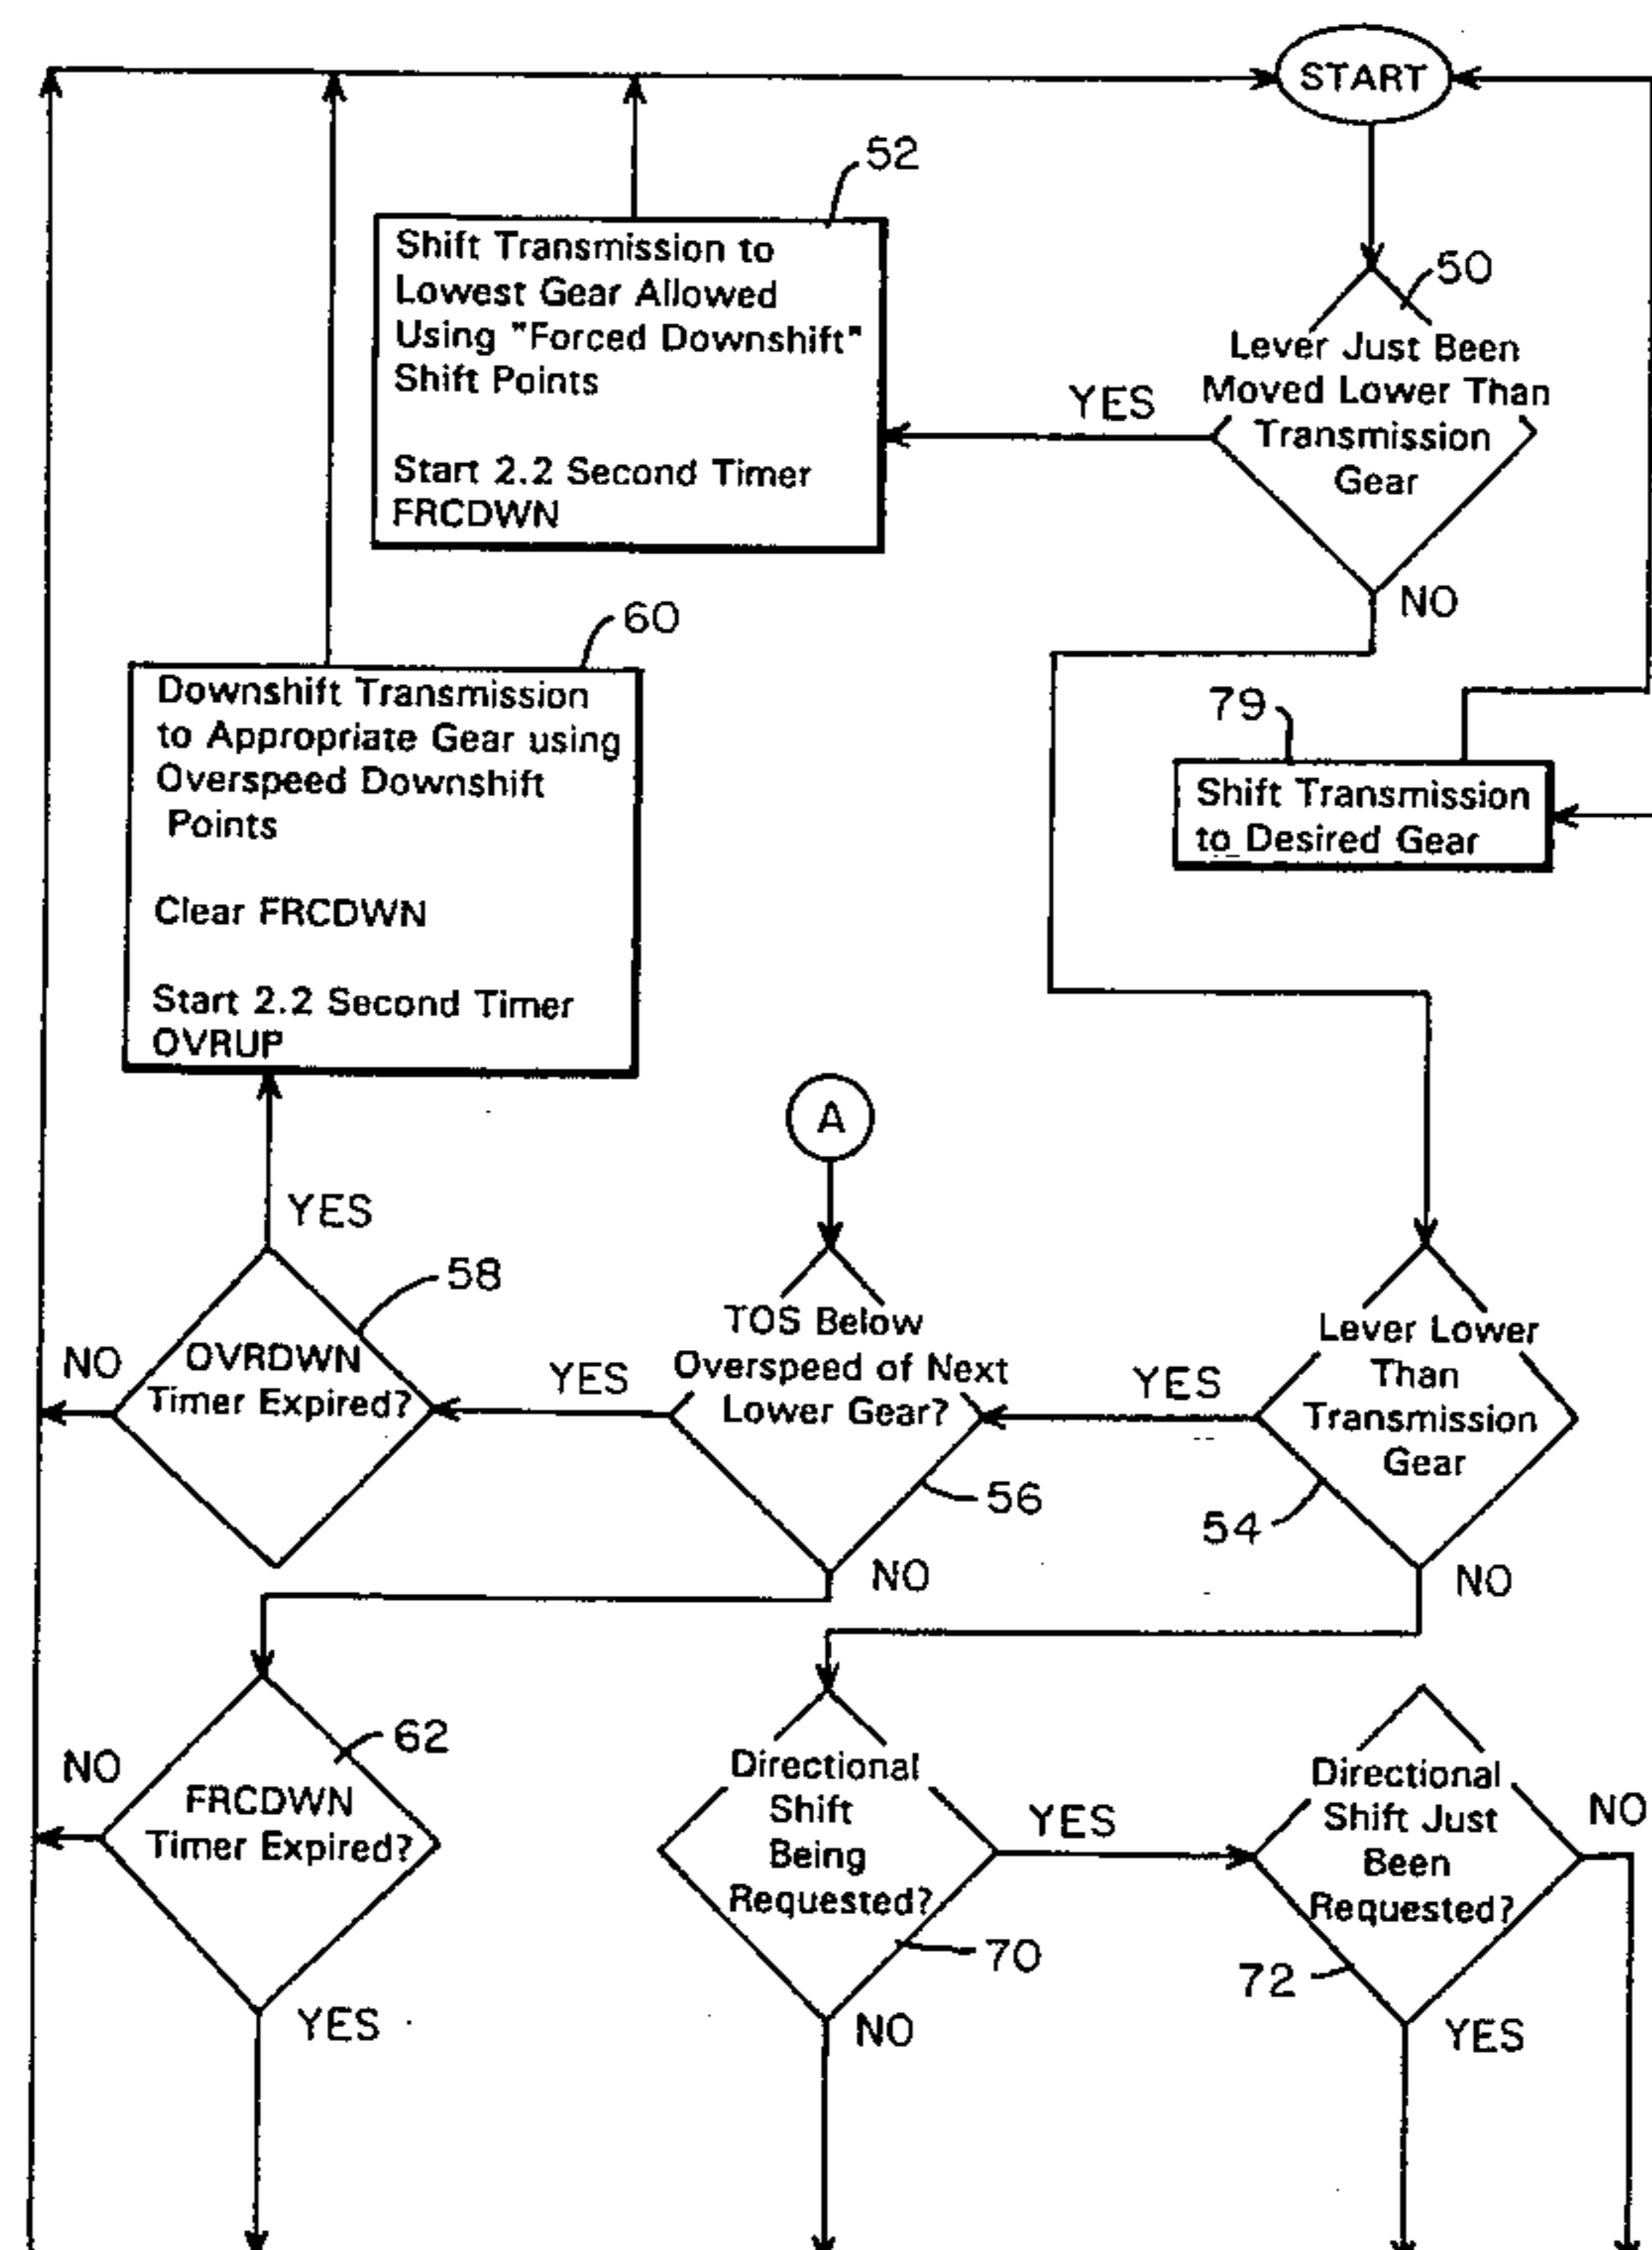 START
52
Shift Transmission to
Lowest Gear Allowed
Using "Forced Downshift"
Shift Points
Start 2.2 Second Timer
FRCDWN
50
Lever Just Been
Moved Lower Than
Transmission
Gear
YES
NO
60
Downshift Transmission
to Appropriate Gear using
Overspeed Downshift
Points
Clear FRCDWN
Start 2.2 Second Timer
OVRUP
79
Shift Transmission
to Desired Gear
A
YES
58
OVRDWN
Timer Expired?
NO
YES
TOS Below
Overspeed of Next
Lower Gear?
56
NO
YES
Lever Lower
Than
Transmission
Gear
54
NO
62
NO
FRCDWN
Timer Expired?
YES
Directional
Shift
Being
Requested?
70
YES
NO
Directional
Shift Just
Been
Requested?
72
NO
YES